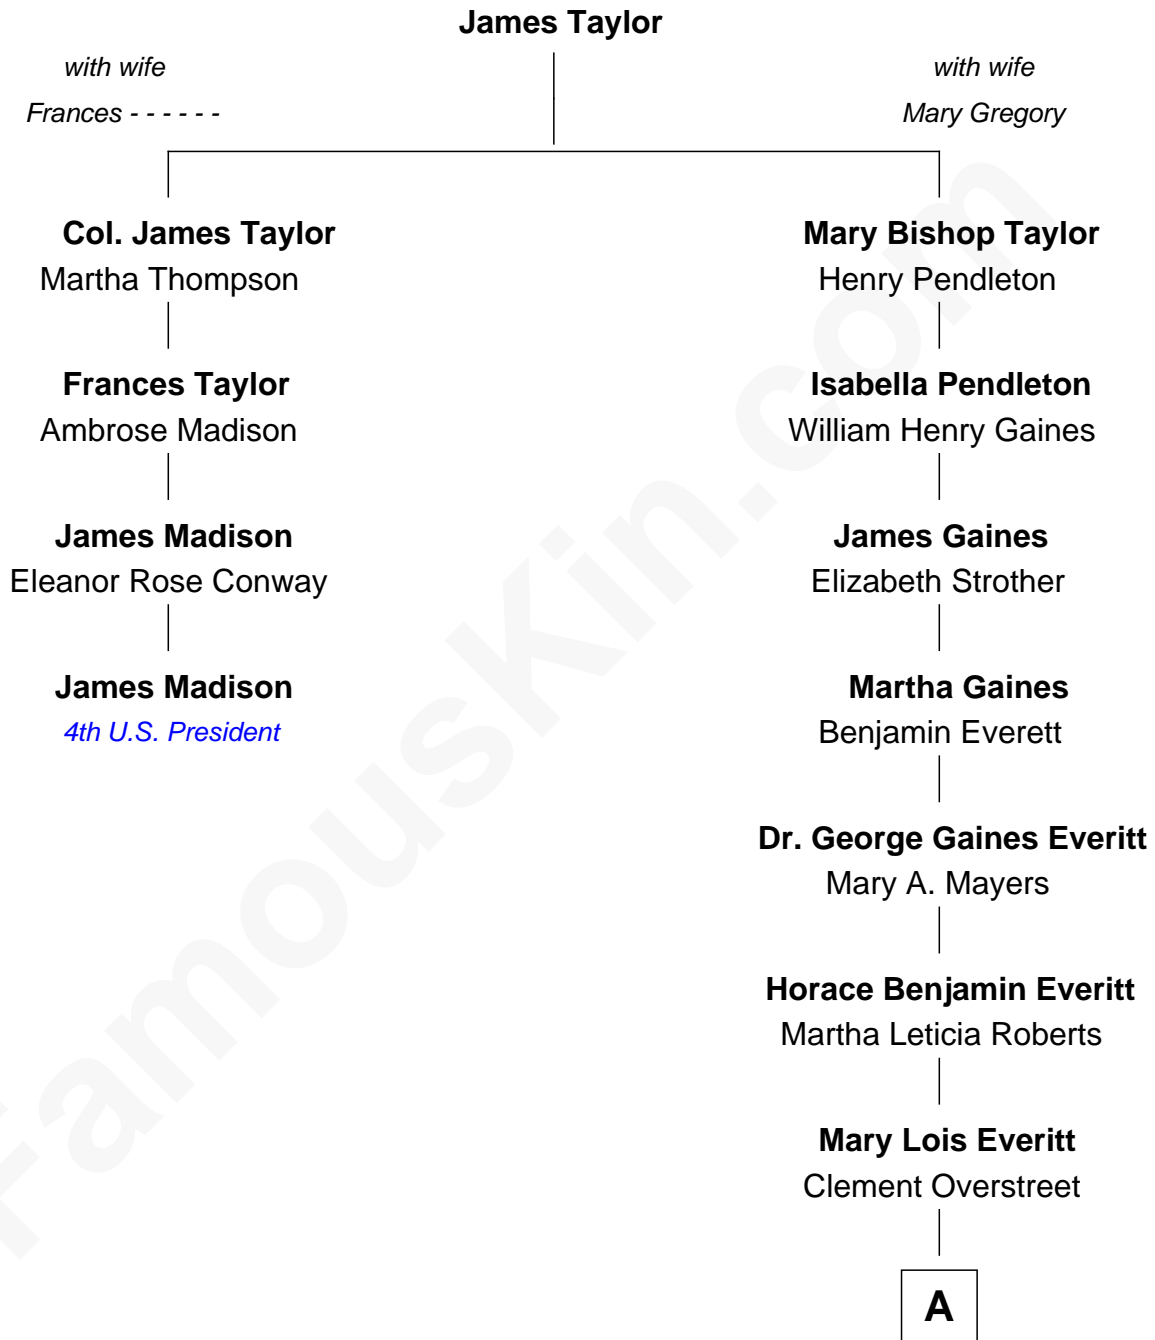 James Taylor
with wife
with wife
Frances - - - - - -
Mary Gregory
Col. James Taylor
Mary Bishop Taylor
Martha Thompson
Henry Pendleton
Frances Taylor
Isabella Pendleton
Ambrose Madison
William Henry Gaines
James Madison
James Gaines
Eleanor Rose Conway
Elizabeth Strother
James Madison
Martha Gaines
4th U.S. President
Benjamin Everett
Dr. George Gaines Everitt
Mary A. Mayers
Horace Benjamin Everitt
Martha Leticia Roberts
Mary Lois Everitt
Clement Overstreet
A
FamousKin.com